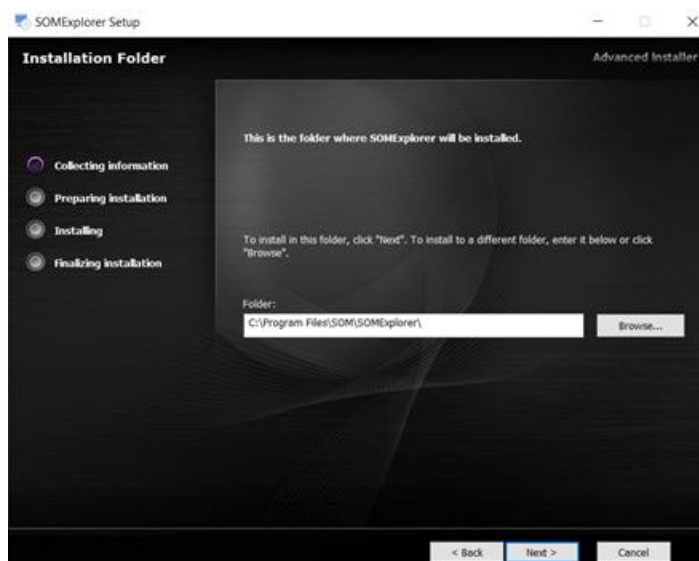 SOMExplorer Setup
Installation Folder
Advanced Installer
This is the folder where SOMExplorer will be installed.
Collecting information
Preparing installation
Installing
Finalizing installation
To install in this folder, click "Next". To install to a different folder, enter it below or click
"Browse".
Folder:
C:\Program Files\SOM\SOMExplorer\
Browse...
< Back
Next >
Cancel